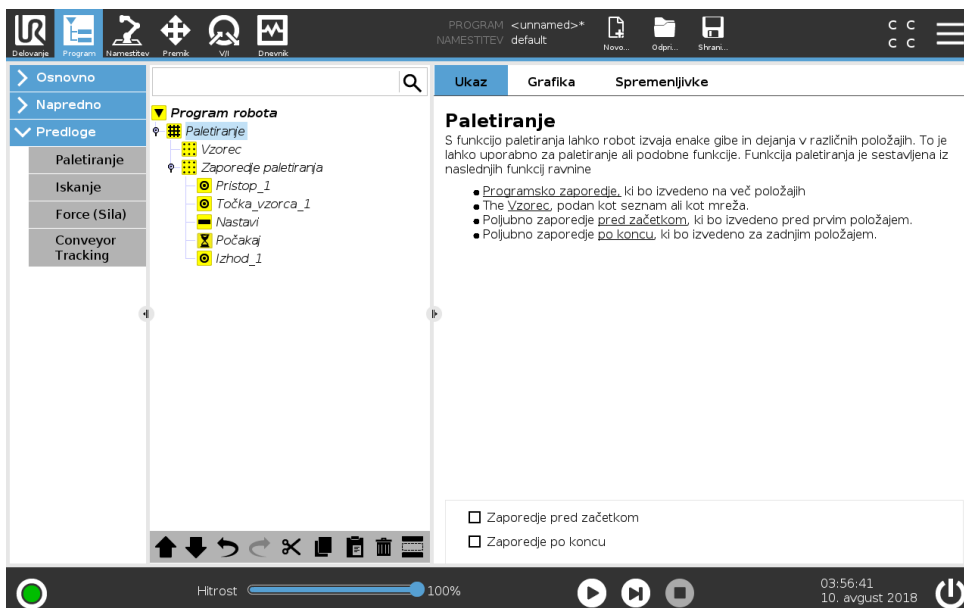 UR
Delovanje
Program
Namestitev
Premik
V/I
Dnevnik
PROGRAM <unnamed>*
NAMESTITEV default
Novo...
Odpri...
Shrani...
C C
C C
Osnovno
Napredno
Predloge
Paletiranje
Iskanje
Force (Sila)
Conveyor
Tracking
Program robota
Paletiranje
Vzorec
Zaporedje paletiranja
Pristop_1
Točka_vzorca_1
Nastavi
Počakaj
Izhod_1
Ukaz
Grafika
Spremenljivke
Paletiranje
S funkcijo paletiranja lahko robot izvaja enake gibe in dejanja v različnih položajih. To je
lahko uporabno za paletiranje ali podobne funkcije. Funkcija paletiranja je sestavljena iz
naslednjih funkcij ravnine
● Programsko zaporedje, ki bo izvedeno na več položajih
● The Vzorec, podan kot seznam ali kot mreža.
● Poljubno zaporedje pred začetkom, ki bo izvedeno pred prvim položajem.
● Poljubno zaporedje po koncu, ki bo izvedeno za zadnjim položajem.
Zaporedje pred začetkom
Zaporedje po koncu
Hitrost 100%
03:56:41
10. avgust 2018